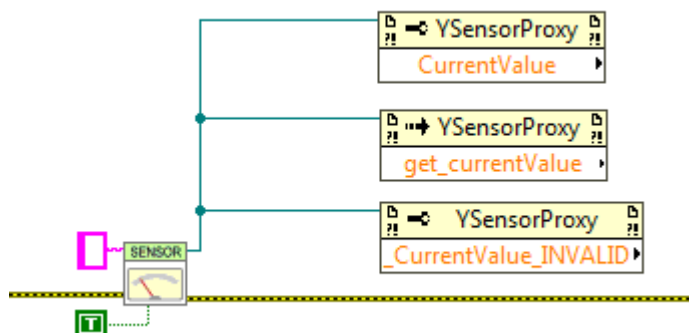 YSensorProxy
CurrentValue
YSensorProxy
get_currentValue
YSensorProxy
_CurrentValue_INVALID
SENSOR
T